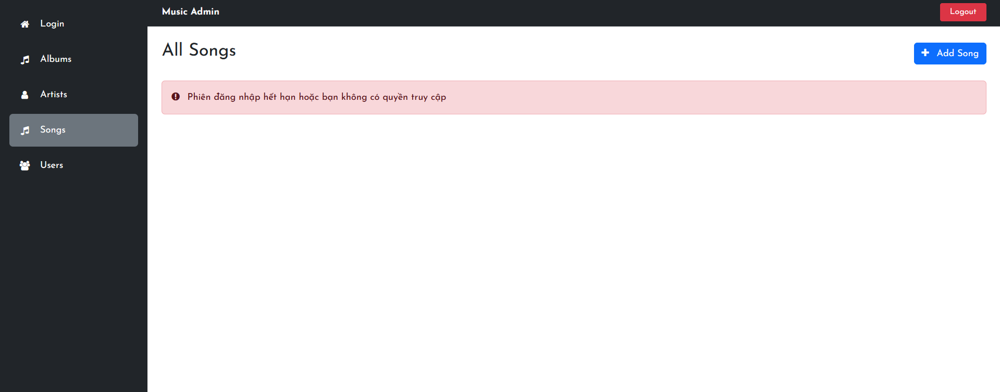 Login
Albums
Artists
Songs
Users
Music Admin
Logout
All Songs
Add Song
Phiên đăng nhập hết hạn hoặc bạn không có quyền truy cập